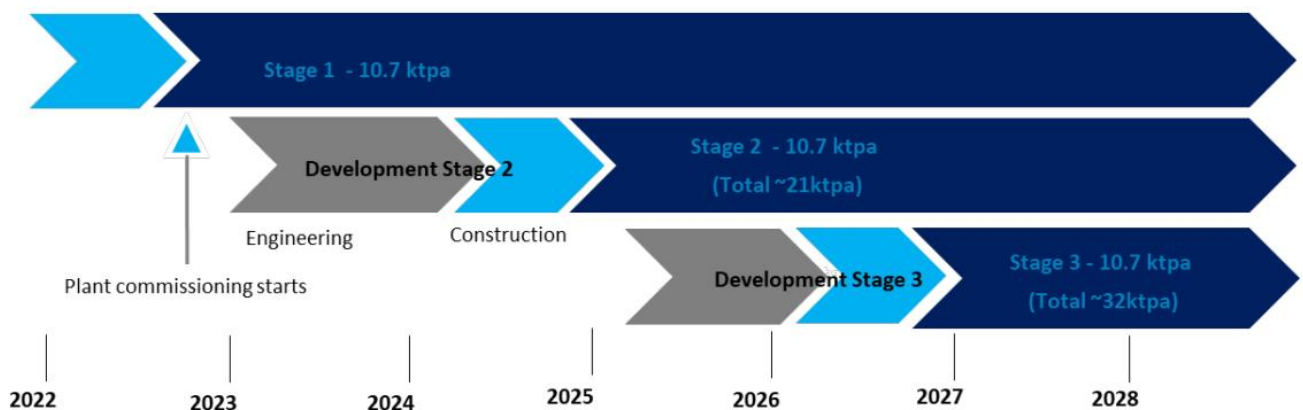 Stage 1 - 10.7 ktpa
Development Stage 2
Stage 2 - 10.7 ktpa
(Total ~21ktpa)
Engineering
Construction
Plant commissioning starts
Development Stage 3
Stage 3 - 10.7 ktpa
(Total ~32ktpa)
2022
2023
2024
2025
2026
2027
2028